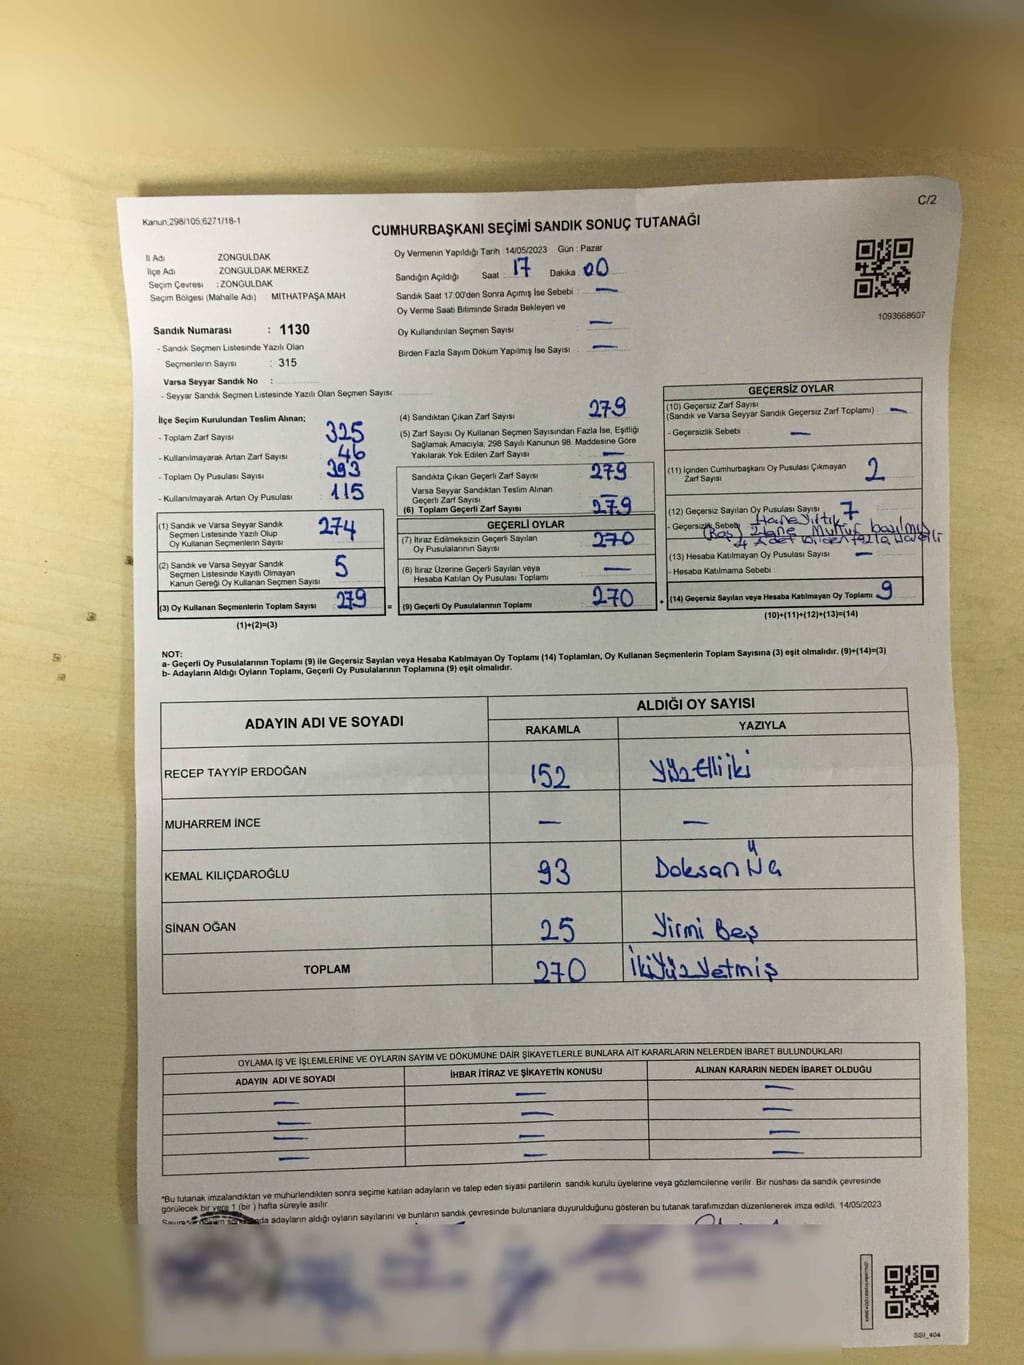 Kanun,298/105,6271/18-1
C/2
CUMHURBAŞKANI SEÇİMİ SANDIK SONUÇ TUTANAĞI
İl Adı ZONGULDAK
İlçe Adı ZONGULDAK MERKEZ
Seçim Çevresi : ZONGULDAK
Seçim Bölgesi (Mahalle Adı) MİTHATPAŞA MAH
Sandık Numarası : 1130
- Sandık Seçmen Listesinde Yazılı Olan
Seçmenlerin Sayısı : 315
Varsa Seyyar Sandık No :
- Seyyar Sandık Seçmen Listesinde Yazılı Olan Seçmen Sayısı
Oy Vermenin Yapıldığı Tarih : 14/05/2023 Gün : Pazar
Sandığın Açıldığı Saat 17 Dakika 00
Sandık Saat 17:00'den Sonra Açımış İse Sebebi : —
Oy Verme Saati Bitiminde Sırada Bekleyen ve
Oy Kullandırılan Seçmen Sayısı : —
Birden Fazla Sayım Döküm Yapılmış İse Sayısı : —
1093668607
İlçe Seçim Kurulundan Teslim Alınan;
- Toplam Zarf Sayısı 325
- Kullanılmayarak Artan Zarf Sayısı 46
- Toplam Oy Pusulası Sayısı 393
- Kullanılmayarak Artan Oy Pusulası 115
(1) Sandık ve Varsa Seyyar Sandık
Seçmen Listesinde Yazılı Olup
Oy Kullanan Seçmenlerin Sayısı 274
(2) Sandık ve Varsa Seyyar Sandık
Seçmen Listesinde Kayıtlı Olmayan
Kanun Gereği Oy Kullanan Seçmen Sayısı 5
(3) Oy Kullanan Seçmenlerin Toplam Sayısı 279
(1)+(2)=(3)
(4) Sandıktan Çıkan Zarf Sayısı 279
(5) Zarf Sayısı Oy Kullanan Seçmen Sayısından Fazla İse, Eşitliği
Sağlamak Amacıyla, 298 Sayılı Kanunun 98. Maddesine Göre
Yakılarak Yok Edilen Zarf Sayısı —
Sandıkta Çıkan Geçerli Zarf Sayısı 279
Varsa Seyyar Sandıktan Teslim Alınan
Geçerli Zarf Sayısı
(6) Toplam Geçerli Zarf Sayısı 279
GEÇERLİ OYLAR
(7) İtiraz Edilmeksizin Geçerli Sayılan
Oy Pusulalarının Sayısı 270
(8) İtiraz Üzerine Geçerli Sayılan veya
Hesaba Katılan Oy Pusulası Toplamı —
= (9) Geçerli Oy Pusulalarının Toplamı 270
GEÇERSİZ OYLAR
(10) Geçersiz Zarf Sayısı
(Sandık ve Varsa Seyyar Sandık Geçersiz Zarf Toplamı) —
- Geçersizlik Sebebi —
(11) İçinden Cumhurbaşkanı Oy Pusulası Çıkmayan
Zarf Sayısı 2
(12) Geçersiz Sayılan Oy Pusulası Sayısı 7
- Geçersizlik Sebebi
(Boş) 2 tane Mühür basılmış
4 Adet birden fazla
(13) Hesaba Katılmayan Oy Pusulası Sayısı —
- Hesaba Katılmama Sebebi
+ (14) Geçersiz Sayılan veya Hesaba Katılmayan Oy Toplamı 9
(10)+(11)+(12)+(13)=(14)
NOT:
a- Geçerli Oy Pusulalarının Toplamı (9) ile Geçersiz Sayılan veya Hesaba Katılmayan Oy Toplamı (14) Toplamları, Oy Kullanan Seçmenlerin Toplam Sayısına (3) eşit olmalıdır. (9)+(14)=(3)
b- Adayların Aldığı Oyların Toplamı, Geçerli Oy Pusulalarının Toplamına (9) eşit olmalıdır.
ADAYIN ADI VE SOYADI ALDIĞI OY SAYISI
RAKAMLA YAZIYLA
RECEP TAYYİP ERDOĞAN 152 Yüz Elli iki
MUHARREM İNCE — —
KEMAL KILIÇDAROĞLU 93 Doksan Üç
SİNAN OĞAN 25 Yirmi Beş
TOPLAM 270 İkiYüz Yetmiş
OYLAMA İŞ VE İŞLEMLERİNE VE OYLARIN SAYIM VE DÖKÜMÜNE DAİR ŞİKAYETLERLE BUNLARA AİT KARARLARIN NELERDEN İBARET BULUNDUKLARI
ADAYIN ADI VE SOYADI İHBAR İTİRAZ VE ŞİKAYETİN KONUSU ALINAN KARARIN NEDEN İBARET OLDUĞU
— — —
— — —
— — —
— — —
*Bu tutanak imzalandıktan ve mühürlendikten sonra seçime katılan adayların ve talep eden siyasi partilerin sandık kurulu üyelerine veya gözlemcilerine verilir. Bir nüshası da sandık çevresinde
görülecek bir yere 1 (bir ) hafta süreyle asılır.
adayların aldığı oyların sayılarını ve bunların sandık çevresinde bulunanlara duyurulduğunu gösteren bu tutanak tarafımızdan düzenlenerek imza edildi. 14/05/2023
SSI_404